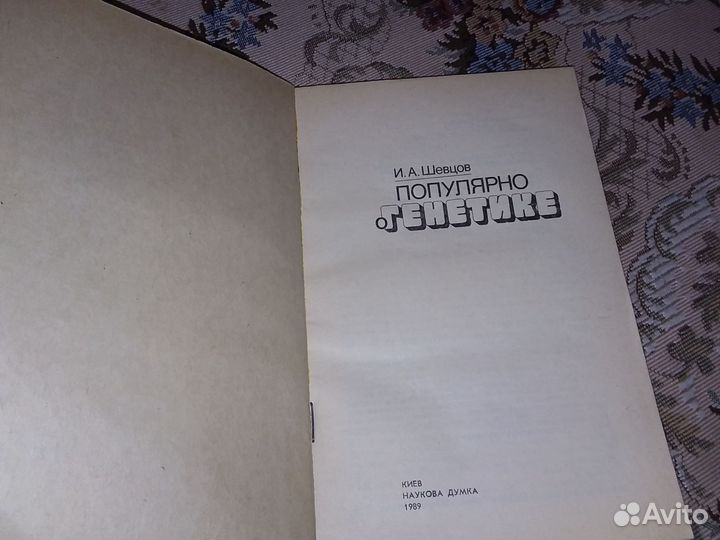 И. А. Шевцов
ПОПУЛЯРНО
О ГЕНЕТИКЕ
КИЕВ
НАУКОВА ДУМКА
1989
Avito